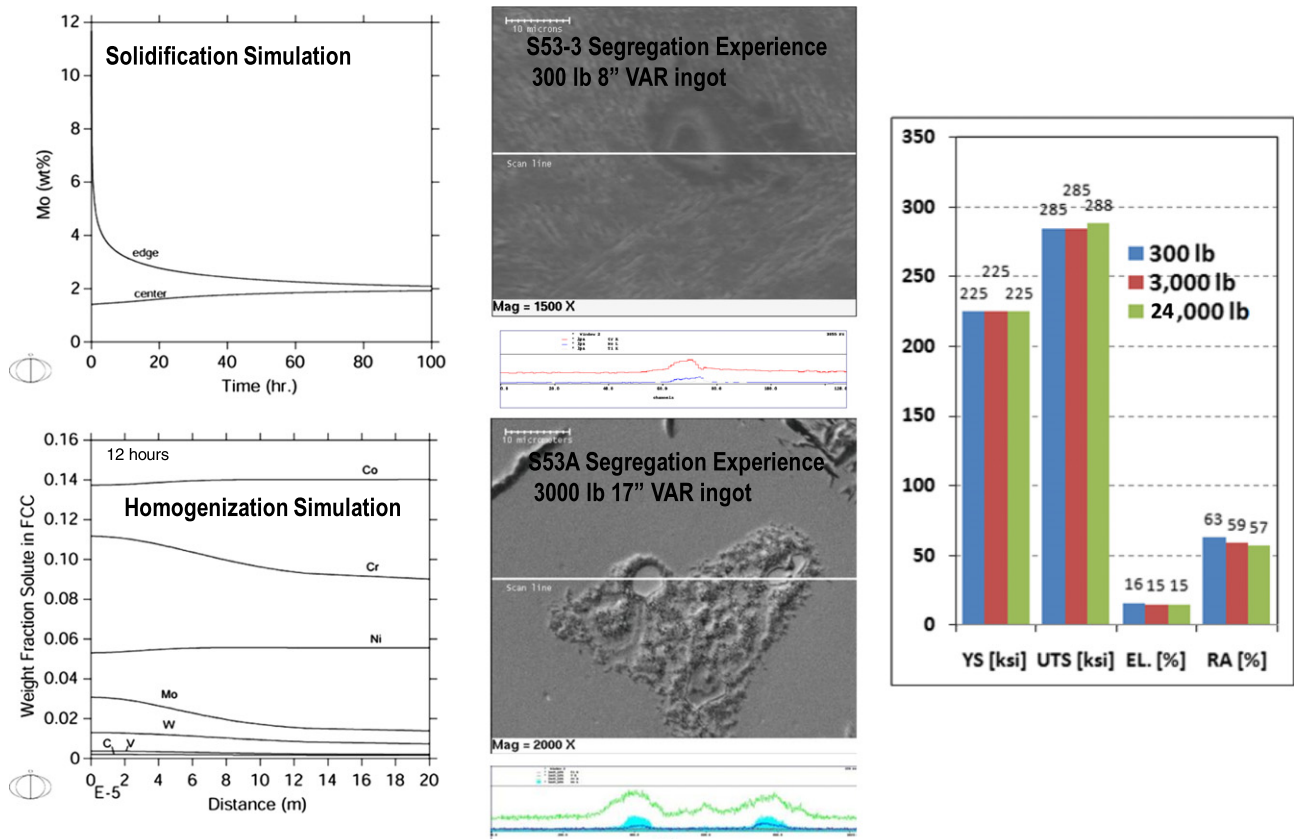 12
Solidification Simulation
10
8
6
4
2
0
Mo (wt%)
edge
center
0 20 40 60 80 100
Time (hr.)
0.16
12 hours
Co
0.14
Homogenization Simulation
0.12
0.10
Cr
0.08
0.06
Ni
0.04
Mo
0.02
W
C V
0
Weight Fraction Solute in FCC
0 2 4 6 8 10 12 14 16 18 20
E-5
Distance (m)
10 microns
S53-3 Segregation Experience
300 lb 8” VAR ingot
Scan line
Mag = 1500 X
channels
10 micrometers
S53A Segregation Experience
3000 lb 17” VAR ingot
Scan line
Mag = 2000 X
350
300
250
200
150
100
50
0
225 225 225
285 285 288
16 15 15
63 59 57
300 lb
3,000 lb
24,000 lb
YS [ksi] UTS [ksi] EL. [%] RA [%]